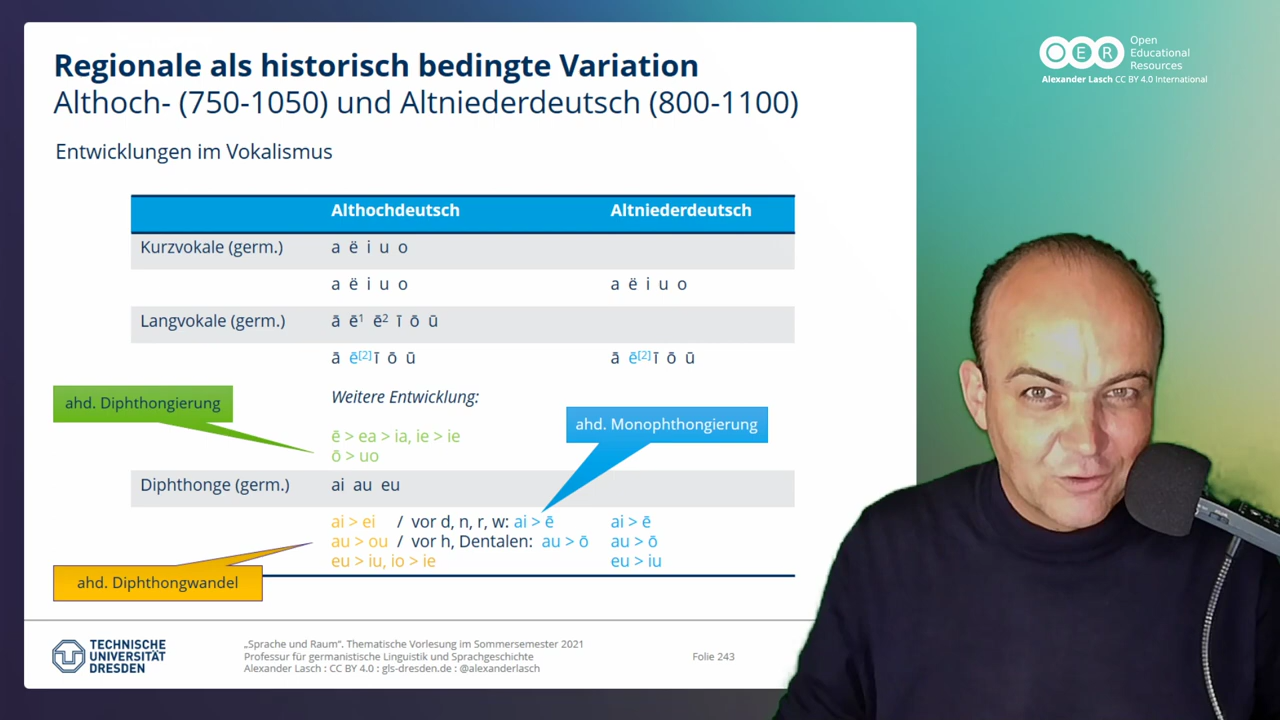 Regionale als historisch bedingte Variation
Althoch- (750-1050) und Altniederdeutsch (800-1100)
Entwicklungen im Vokalismus
Althochdeutsch Altniederdeutsch
Kurzvokale (germ.) a ë i u o
a ë i u o a ë i u o
Langvokale (germ.) ā ē¹ ē² ī ō ū
ā ē[2] ī ō ū ā ē[2] ī ō ū
Weitere Entwicklung:
ahd. Diphthongierung
ahd. Monophthongierung
ē > ea > ia, ie > ie
ō > uo
Diphthonge (germ.) ai au eu
ai > ei / vor d, n, r, w: ai > ē ai > ē
au > ou / vor h, Dentalen: au > ō au > ō
eu > iu, io > ie eu > iu
ahd. Diphthongwandel
TECHNISCHE
UNIVERSITÄT
DRESDEN
„Sprache und Raum“. Thematische Vorlesung im Sommersemester 2021
Professur für germanistische Linguistik und Sprachgeschichte
Alexander Lasch : CC BY 4.0 : gls-dresden.de : @alexanderlasch
Folie 243
OER
Open
Educational
Resources
Alexander Lasch CC BY 4.0 International